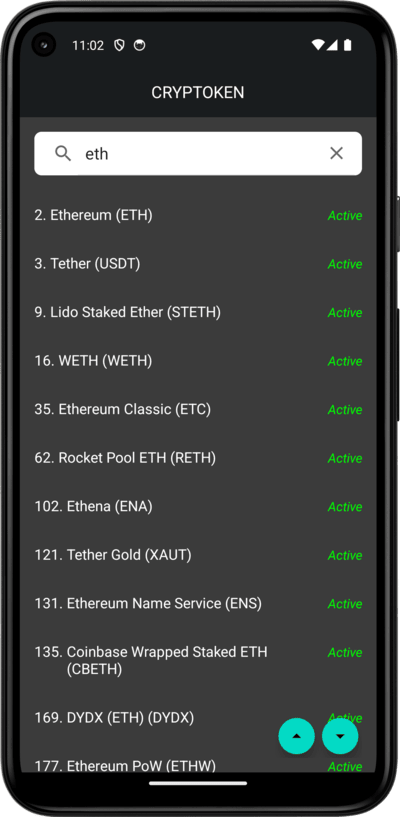 11:02
CRYPTOKEN
eth
2. Ethereum (ETH) Active
3. Tether (USDT) Active
9. Lido Staked Ether (STETH) Active
16. WETH (WETH) Active
35. Ethereum Classic (ETC) Active
62. Rocket Pool ETH (RETH) Active
102. Ethena (ENA) Active
121. Tether Gold (XAUT) Active
131. Ethereum Name Service (ENS) Active
135. Coinbase Wrapped Staked ETH Active
(CBETH)
169. DYDX (ETH) (DYDX) Active
177. Ethereum PoW (ETHW) Active